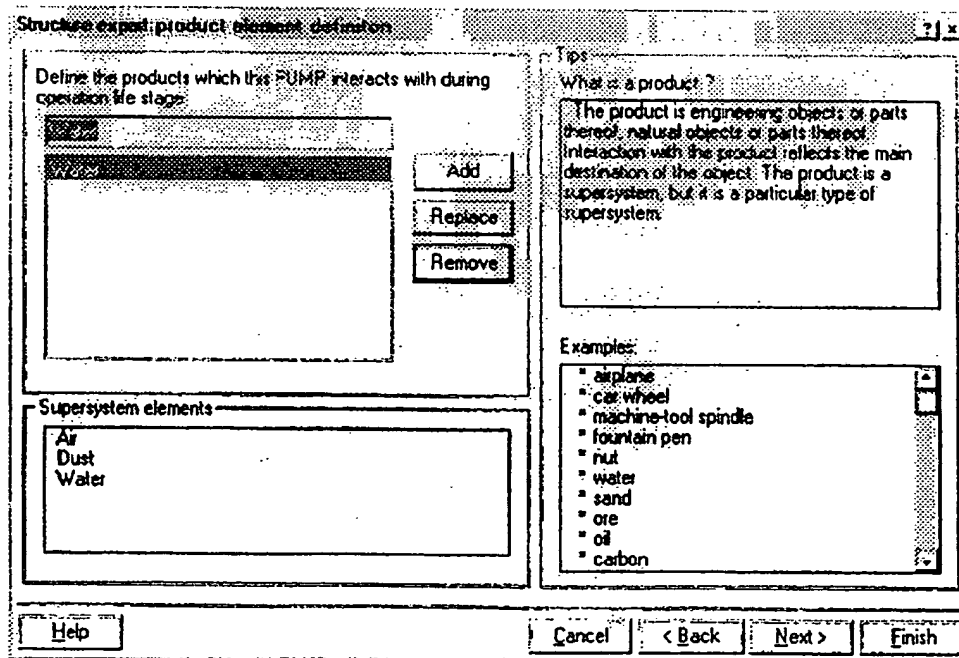 Structure expert: product element definition
? x
Define the products which this PUMP interacts with during
operation life stage
Water
Water
Add
Replace
Remove
Supersystem elements
Air
Dust
Water
Tips
What is a product ?
The product is engineering objects or parts
thereof, natural objects or parts thereof.
Interaction with the product reflects the main
destination of the object. The product is a
supersystem, but it is a particular type of
supersystem.
Examples:
* airplane
* car wheel
* machine-tool spindle
* fountain pen
* nut
* water
* sand
* ore
* oil
* carbon
Help
Cancel
< Back
Next >
Finish